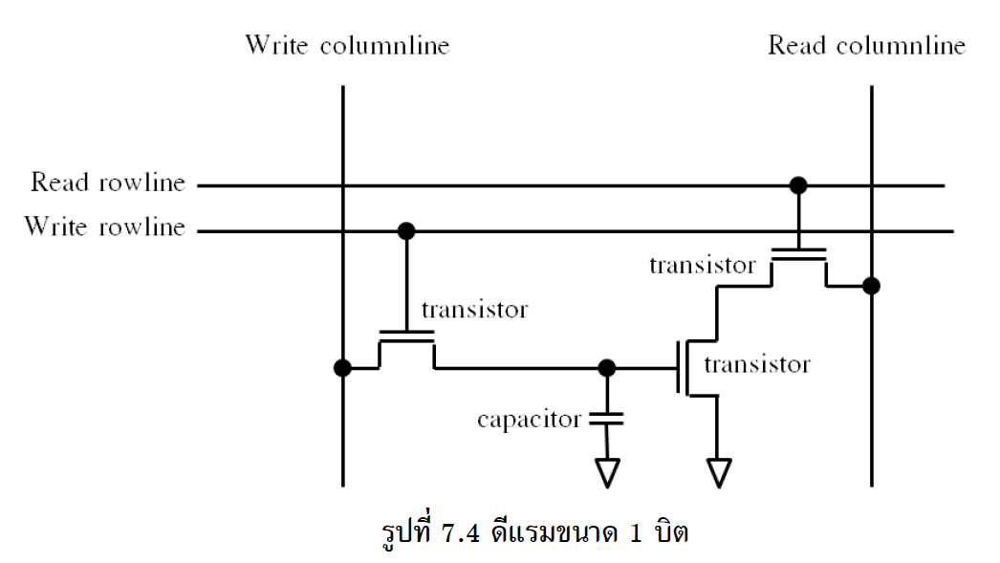 Write columnline
Read columnline
Read rowline
Write rowline
transistor
transistor
transistor
capacitor
รูปที่ 7.4 ดีแรมขนาด 1 บิต